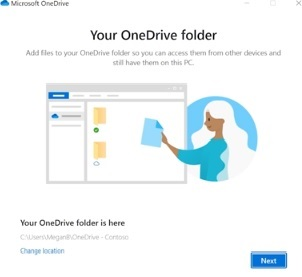 Microsoft OneDrive
Your OneDrive folder
Add files to your OneDrive folder so you can access them from other devices and
still have them on this PC.
Your OneDrive folder is here
C:\Users\MeganB\OneDrive - Contoso
Change location
Next